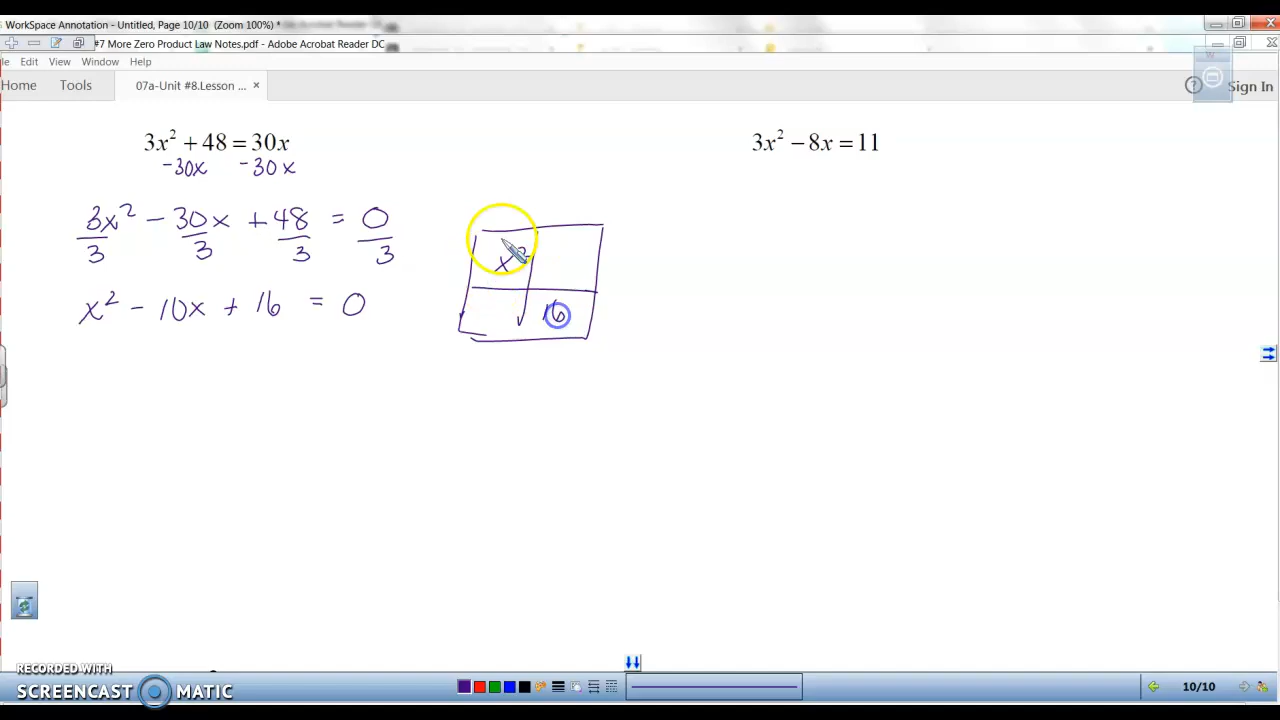 WorkSpace Annotation - Untitled, Page 10/10 (Zoom 100%) *
#7 More Zero Product Law Notes.pdf - Adobe Acrobat Reader DC
le Edit View Window Help
Home Tools 07a-Unit #8.Lesson ... × ? Sign In
W
3x² + 48 = 30x
-30x -30x
3x² - 30x + 48 = 0
3 3 3 3
x² - 10x + 16 = 0
x²
16
3x² − 8x = 11
RECORDED WITH
SCREENCAST MATIC
10/10